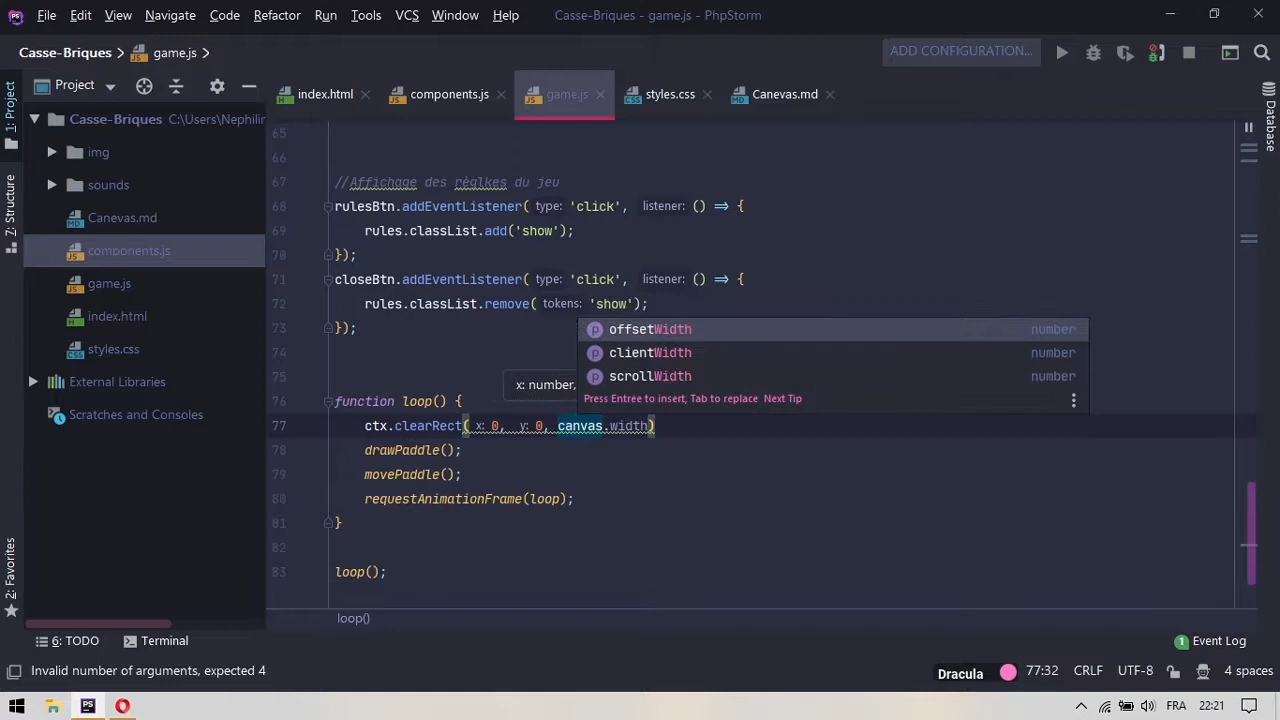 File Edit View Navigate Code Refactor Run Tools VCS Window Help Casse-Briques - game.js - PhpStorm
Casse-Briques game.js ADD CONFIGURATION...
1: Project
Z: Structure
2: Favorites
Project
index.html components.js game.js styles.css Canevas.md
Database
Casse-Briques C:\Users\Nephilin
img
sounds
Canevas.md
components.js
game.js
index.html
styles.css
External Libraries
Scratches and Consoles
65
66
67 //Affichage des règlkes du jeu
68 rulesBtn.addEventListener( type: 'click', listener: () => {
69 rules.classList.add('show');
70 });
71 closeBtn.addEventListener( type: 'click', listener: () => {
72 rules.classList.remove( tokens: 'show');
73 });
74
75
76 function loop() {
77 ctx.clearRect( x: 0, y: 0, canvas.width)
78 drawPaddle();
79 movePaddle();
80 requestAnimationFrame(loop);
81 }
82
83 loop();
x: number,
offsetWidth number
clientWidth number
scrollWidth number
Press Entree to insert, Tab to replace Next Tip
loop()
6: TODO Terminal 1 Event Log
Invalid number of arguments, expected 4 Dracula 77:32 CRLF UTF-8 4 spaces
FRA 22:21